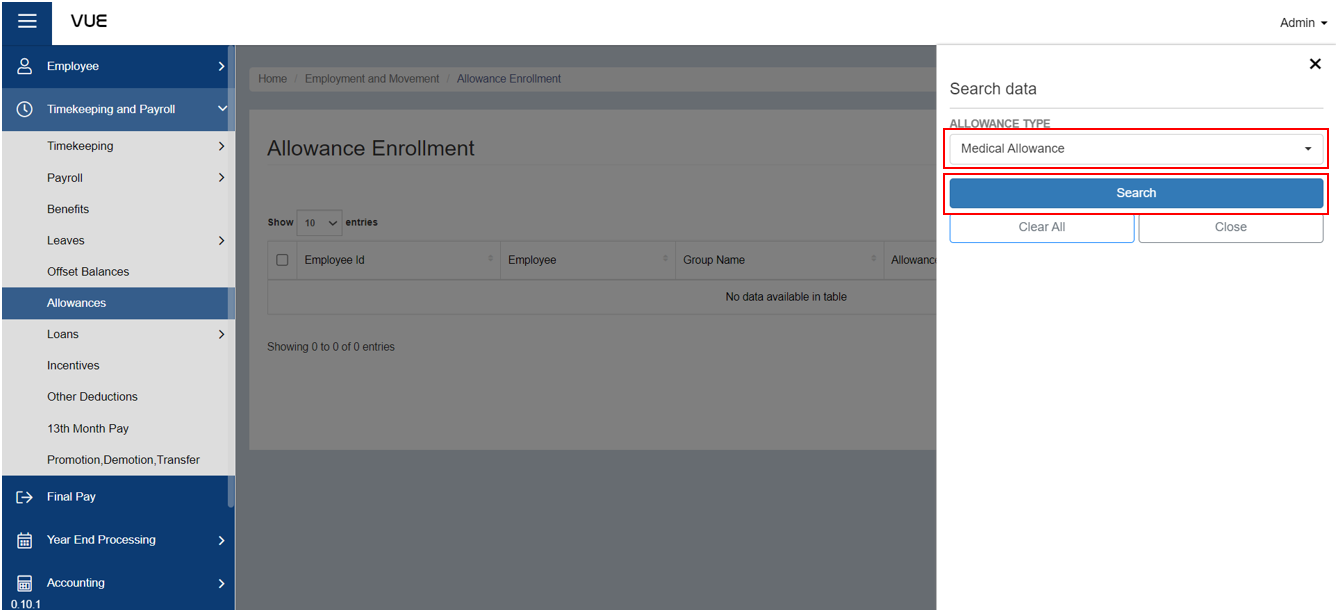 VUE
Admin
Employee
Timekeeping and Payroll
Timekeeping
Payroll
Benefits
Leaves
Offset Balances
Allowances
Loans
Incentives
Other Deductions
13th Month Pay
Promotion,Demotion,Transfer
Final Pay
Year End Processing
Accounting
0.10.1
Home / Employment and Movement / Allowance Enrollment
Allowance Enrollment
Show 10 entries
Employee Id Employee Group Name Allowanc
No data available in table
Showing 0 to 0 of 0 entries
Search data
ALLOWANCE TYPE
Medical Allowance
Search
Clear All Close